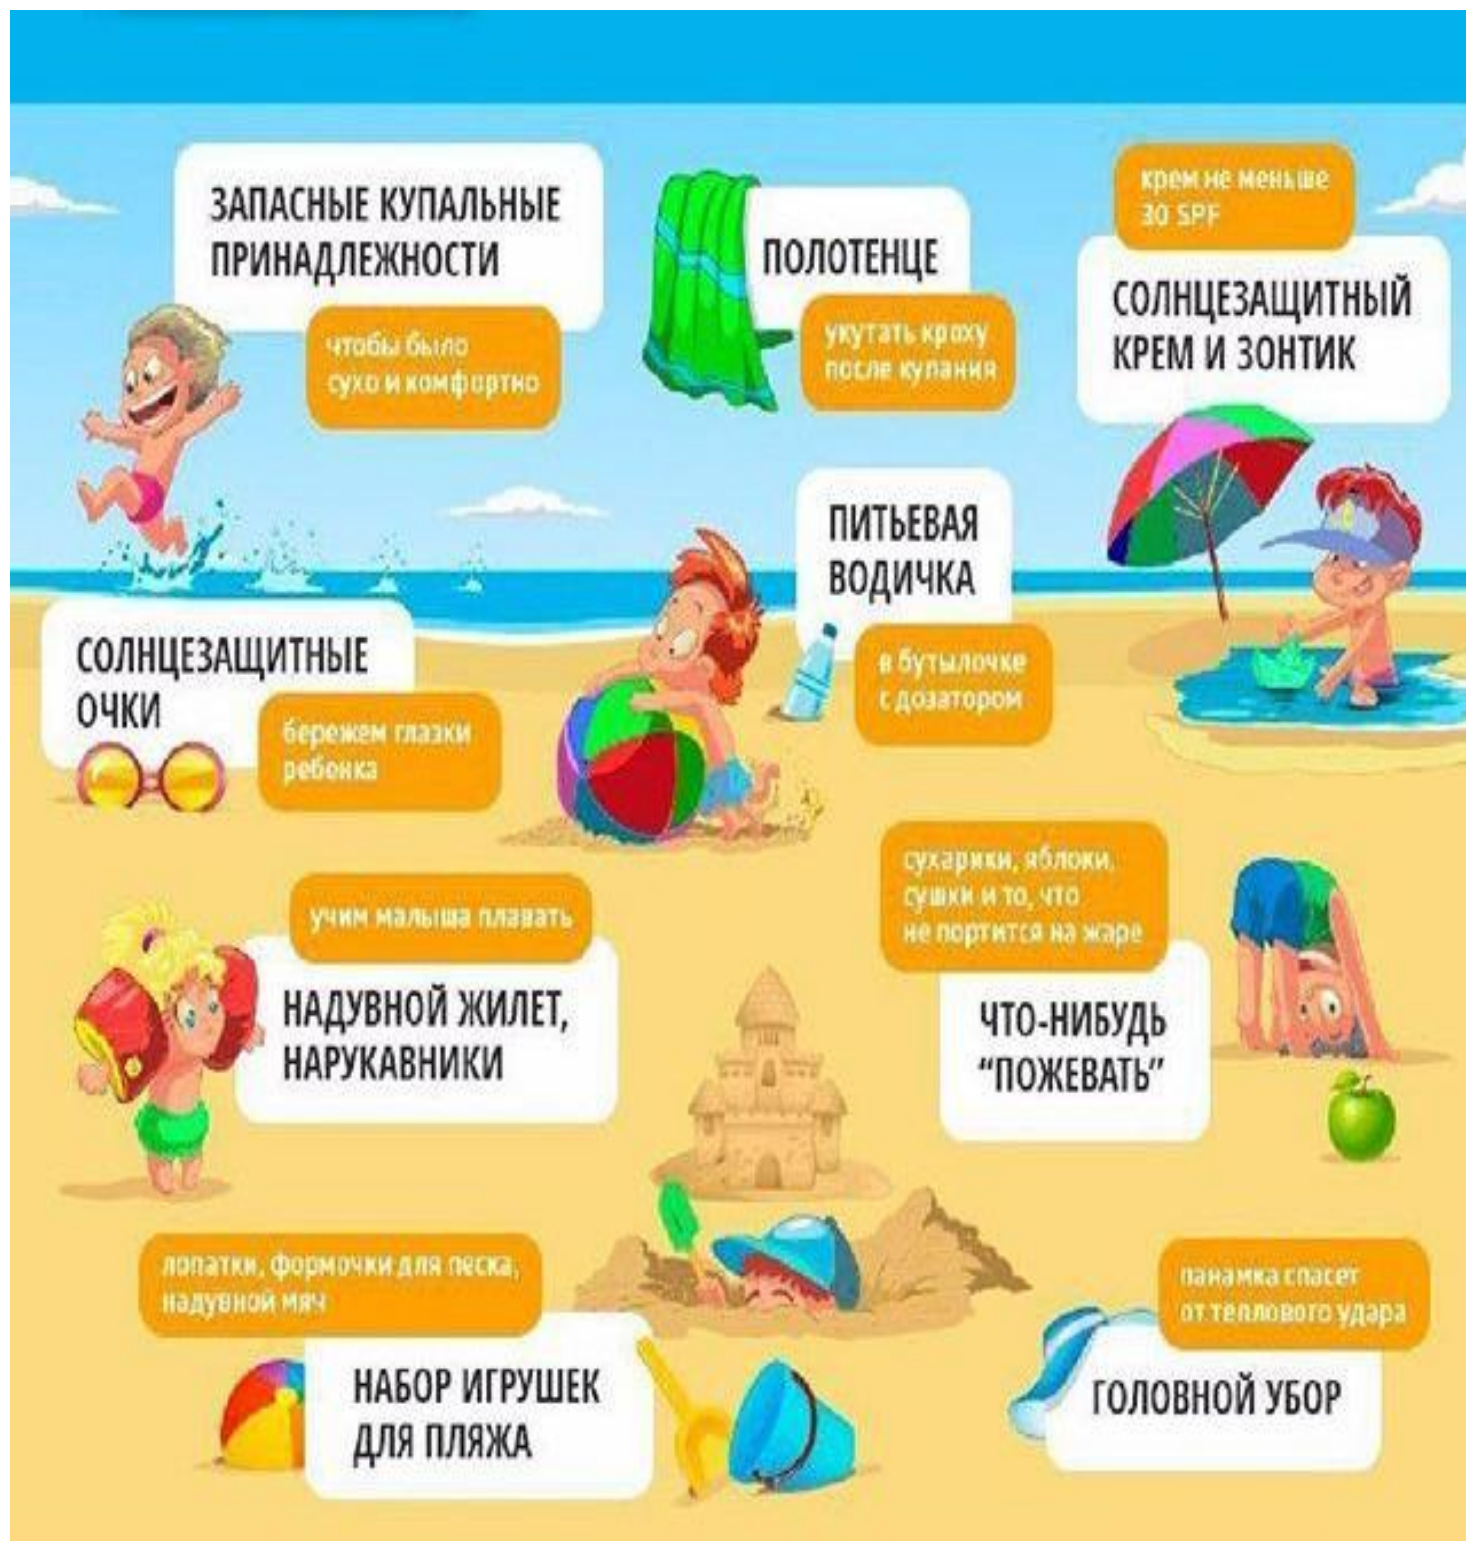 ЗАПАСНЫЕ КУПАЛЬНЫЕ
ПРИНАДЛЕЖНОСТИ
чтобы было
сухо и комфортно
ПОЛОТЕНЦЕ
укутать кроху
после купания
крем не меньше
30 SPF
СОЛНЦЕЗАЩИТНЫЙ
КРЕМ И ЗОНТИК
ПИТЬЕВАЯ
ВОДИЧКА
в бутылочке
с дозатором
СОЛНЦЕЗАЩИТНЫЕ
ОЧКИ
бережем глазки
ребенка
учим малыша плавать
НАДУВНОЙ ЖИЛЕТ,
НАРУКАВНИКИ
сухарики, яблоки,
сушки и то, что
не портится на жаре
ЧТО-НИБУДЬ
“ПОЖЕВАТЬ”
лопатки, формочки для песка,
надувной мяч
НАБОР ИГРУШЕК
ДЛЯ ПЛЯЖА
панамка спасет
от теплового удара
ГОЛОВНОЙ УБОР